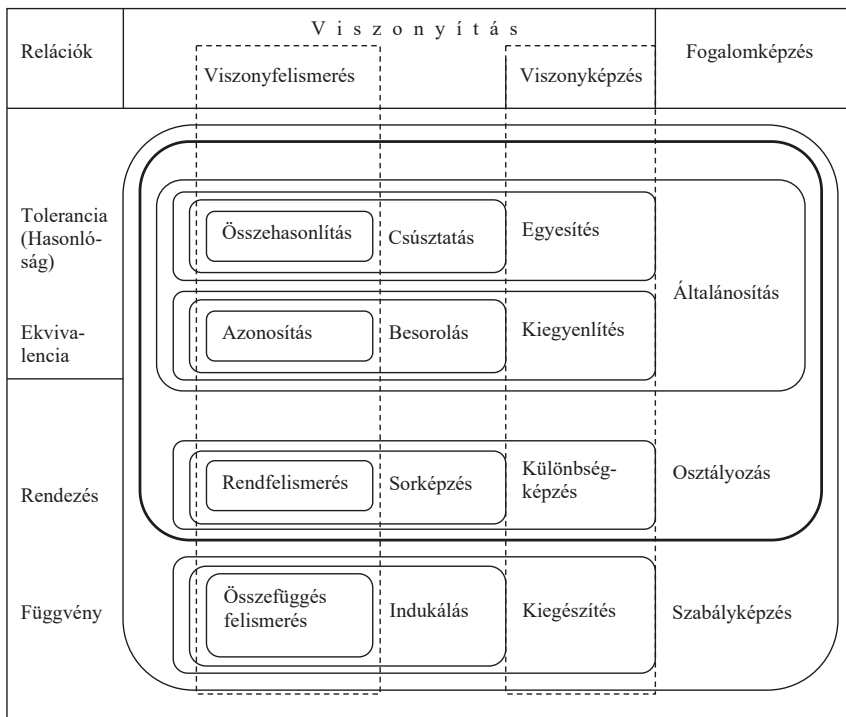 V i s z o n y í t á s
Relációk
Viszonyfelismerés
Viszonyképzés
Fogalomképzés
Tolerancia
(Hasonló-
ság)
Összehasonlítás
Csúsztatás
Egyesítés
Általánosítás
Ekviva-
lencia
Azonosítás
Besorolás
Kiegyenlítés
Rendezés
Rendfelismerés
Sorképzés
Különbség-
képzés
Osztályozás
Függvény
Összefüggés
felismerés
Indukálás
Kiegészítés
Szabályképzés